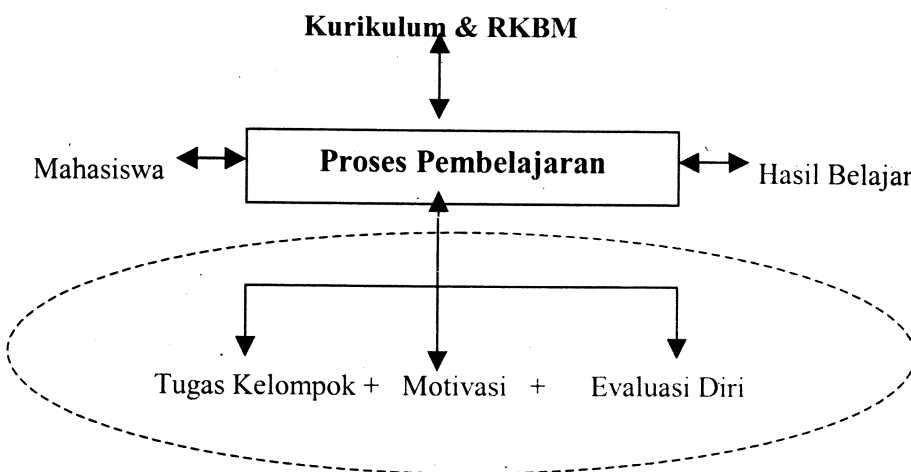 Kurikulum & RKBM
Proses Pembelajaran
Mahasiswa
Hasil Belajar
Tugas Kelompok + Motivasi + Evaluasi Diri